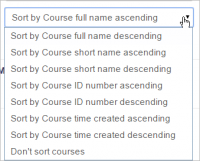 Sort by Course full name ascending
Sort by Course full name descending
Sort by Course short name ascending
Sort by Course short name descending
Sort by Course ID number ascending
Sort by Course ID number descending
Sort by Course time created ascending
Sort by Course time created descending
Don't sort courses